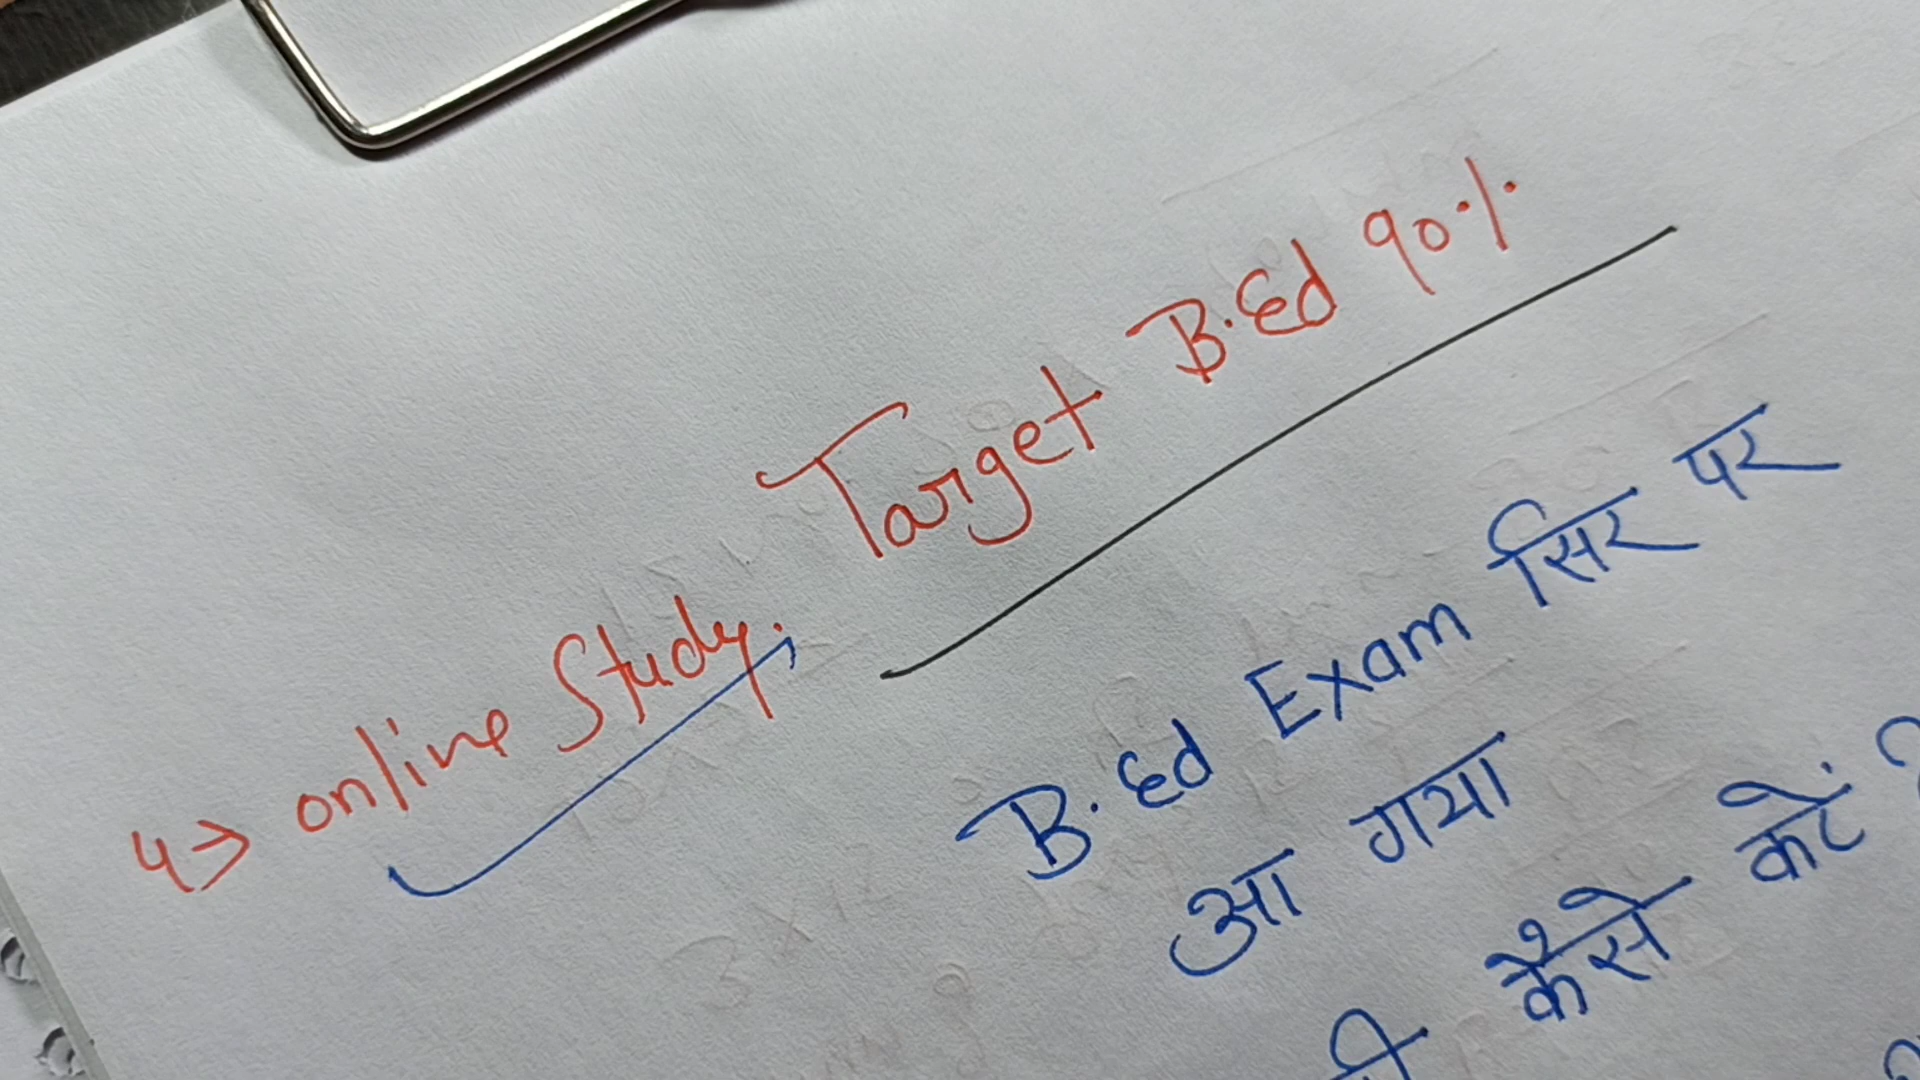 Target B.Ed 90%
4→ online Study.
B.Ed Exam सिर पर
आ गया
कैसे करें